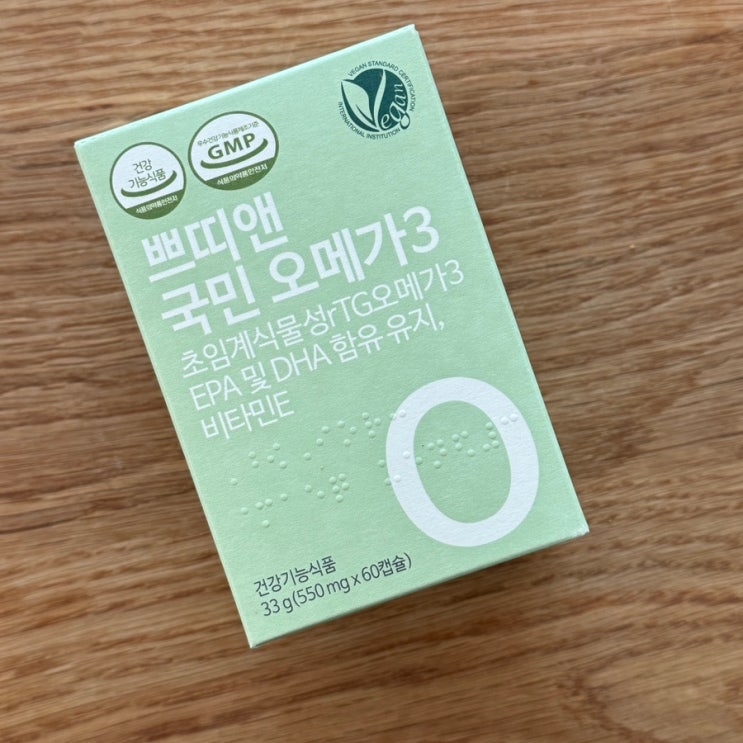 VEGAN STANDARD CERTIFICATION
Vegan
INTERNATIONAL INSTITUTION
우수건강기능식품제조기준
GMP
식품의약품안전처
건강
기능식품
식품의약품안전처
쁘띠앤
국민 오메가3
초임계식물성rTG오메가3
EPA 및 DHA 함유 유지,
비타민E
O
건강기능식품
33 g(550 mg x 60캡슐)